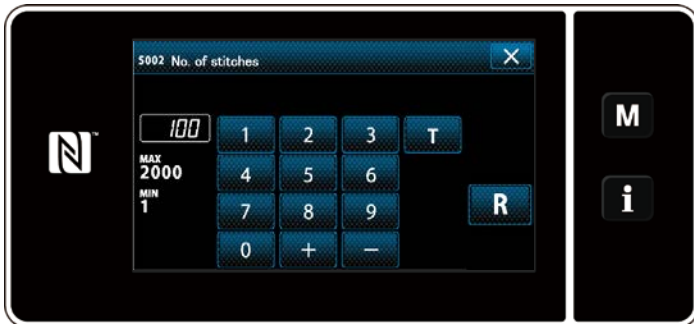 S002 No. of stitches
100
1 2 3 T
MAX
2000
4 5 6
MIN
1
7 8 9
R
0 + −
M
i
N™